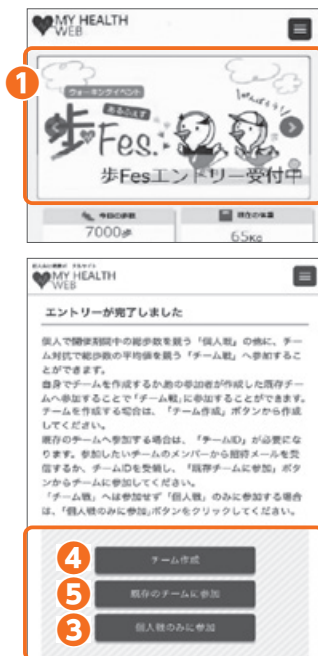 MY HEALTH
WEB
1
ウォーキングイベント
あるふぇす
歩Fes.
歩Fesエントリー受付中
今日の歩数
現在の体重
7000歩
65Kg
MY HEALTH
WEB
エントリーが完了しました
個人で開催期間中の総歩数を競う「個人戦」の他に、チー
ム対抗で総歩数の平均値を競う「チーム戦」へ参加するこ
とができます。
自身でチームを作成するか他の参加者が作成した既存チー
ムへ参加することで「チーム戦」に参加することができます。
チームを作成する場合は、「チーム作成」ボタンから作成
してください。
既存のチームへ参加する場合は、「チームID」が必要にな
ります。参加したいチームのメンバーから招待メールを受
信するか、チームIDを受領し、「既存チームに参加」ボタ
ンからチームに参加してください。
「チーム戦」へは参加せず「個人戦」のみに参加する場合
は、「個人戦のみに参加」ボタンをクリックしてください。
4 チーム作成
5 既存のチームに参加
3 個人戦のみに参加